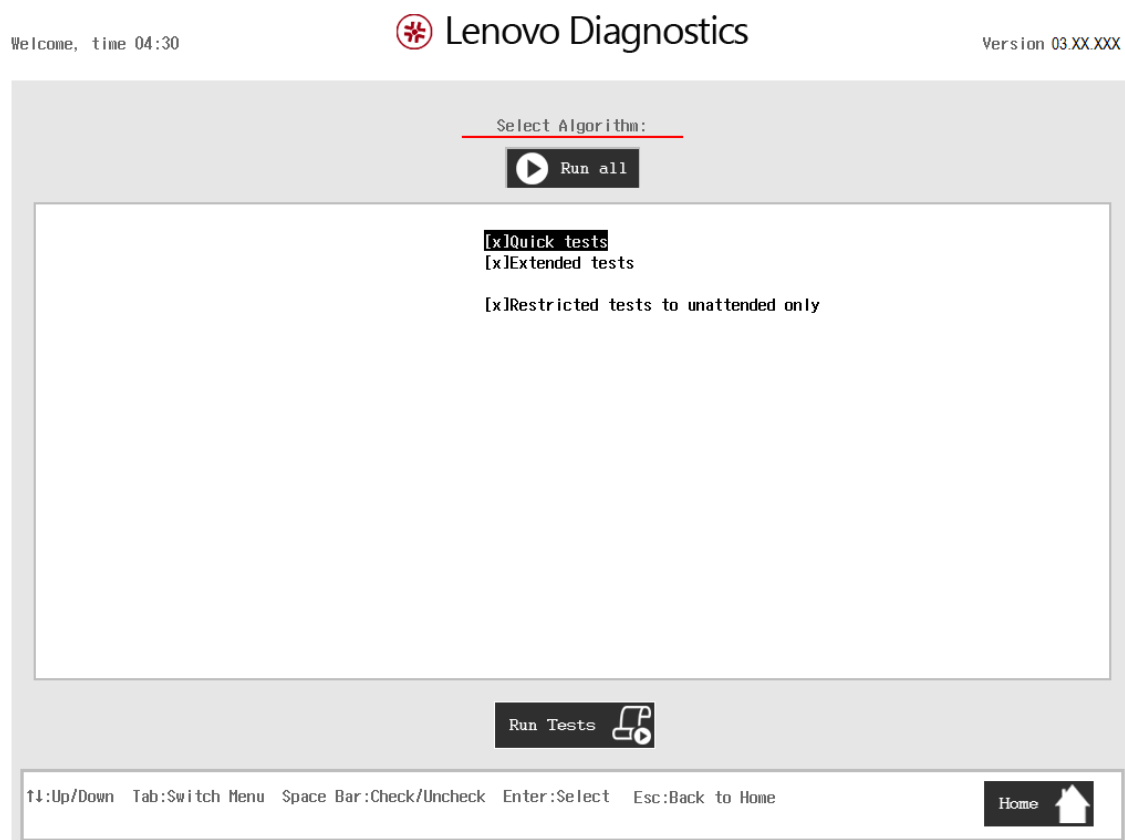 Lenovo Diagnostics
Welcome, time 04:30
Version 03.XX.XXX
Select Algorithm:
Run all
[x]Quick tests
[x]Extended tests
[x]Restricted tests to unattended only
Run Tests
↑↓:Up/Down Tab:Switch Menu Space Bar:Check/Uncheck Enter:Select Esc:Back to Home
Home